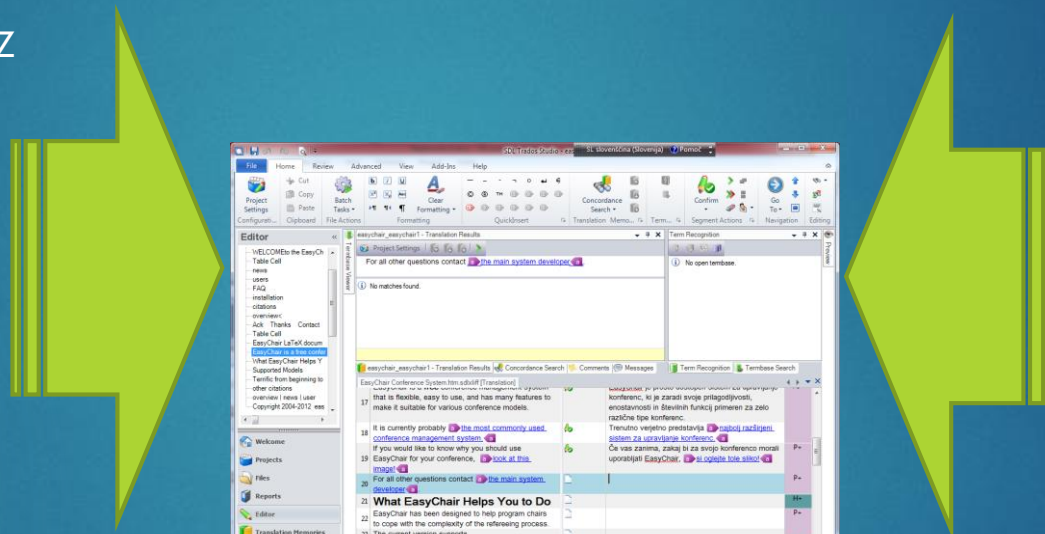 Z
SDL Trados Studio - eas
SL slovenščina (Slovenija)
Pomoč
File Home Review Advanced View Add-Ins Help
Project Settings
Cut
Copy
Paste
Batch Tasks
Clear Formatting
Concordance Search
Confirm
Go To
Configurati... Clipboard File Actions Formatting QuickInsert Translation Memo... Term... Segment Actions Navigation Editing
Editor
WELCOMEto the EasyCh
Table Cell
news
users
FAQ
installation
citations
overview<
Ack Thanks Contact
Table Cell
EasyChair LaTeX docum
EasyChair is a free confer
What EasyChair Helps Y
Supported Models
Terrific from beginning to
other citations
overview | news | user
Copyright 2004-2012 eas
Welcome
Projects
Files
Reports
Editor
Translation Memories
Termbase Viewer
easychair_easychair1 - Translation Results
Project Settings
For all other questions contact a the main system developer a
No matches found.
Term Recognition
No open termbase.
Preview
easychair_easychair1 - Translation Results Concordance Search Comments Messages
Term Recognition Termbase Search
EasyChair Conference System.htm.sdlxliff [Translation]
17 that is flexible, easy to use, and has many features to
make it suitable for various conference models.
EasyChair je prosto dostopen sistem za upravljanje
konferenc, ki je zaradi svoje prilagodljivosti,
enostavnosti in številnih funkcij primeren za zelo
različne tipe konferenc.
18 It is currently probably a the most commonly used
conference management system. a
Trenutno verjetno predstavlja a najbolj razširjeni
sistem za upravljanje konferenc. a
19 If you would like to know why you should use
EasyChair for your conference, a look at this
image! a
Če vas zanima, zakaj bi za svojo konferenco morali
uporabljati EasyChair, a si oglejte tole sliko! a
P+
20 For all other questions contact a the main system
developer a
P+
21 What EasyChair Helps You to Do
H+
22 EasyChair has been designed to help program chairs
to cope with the complexity of the refereeing process.
P+